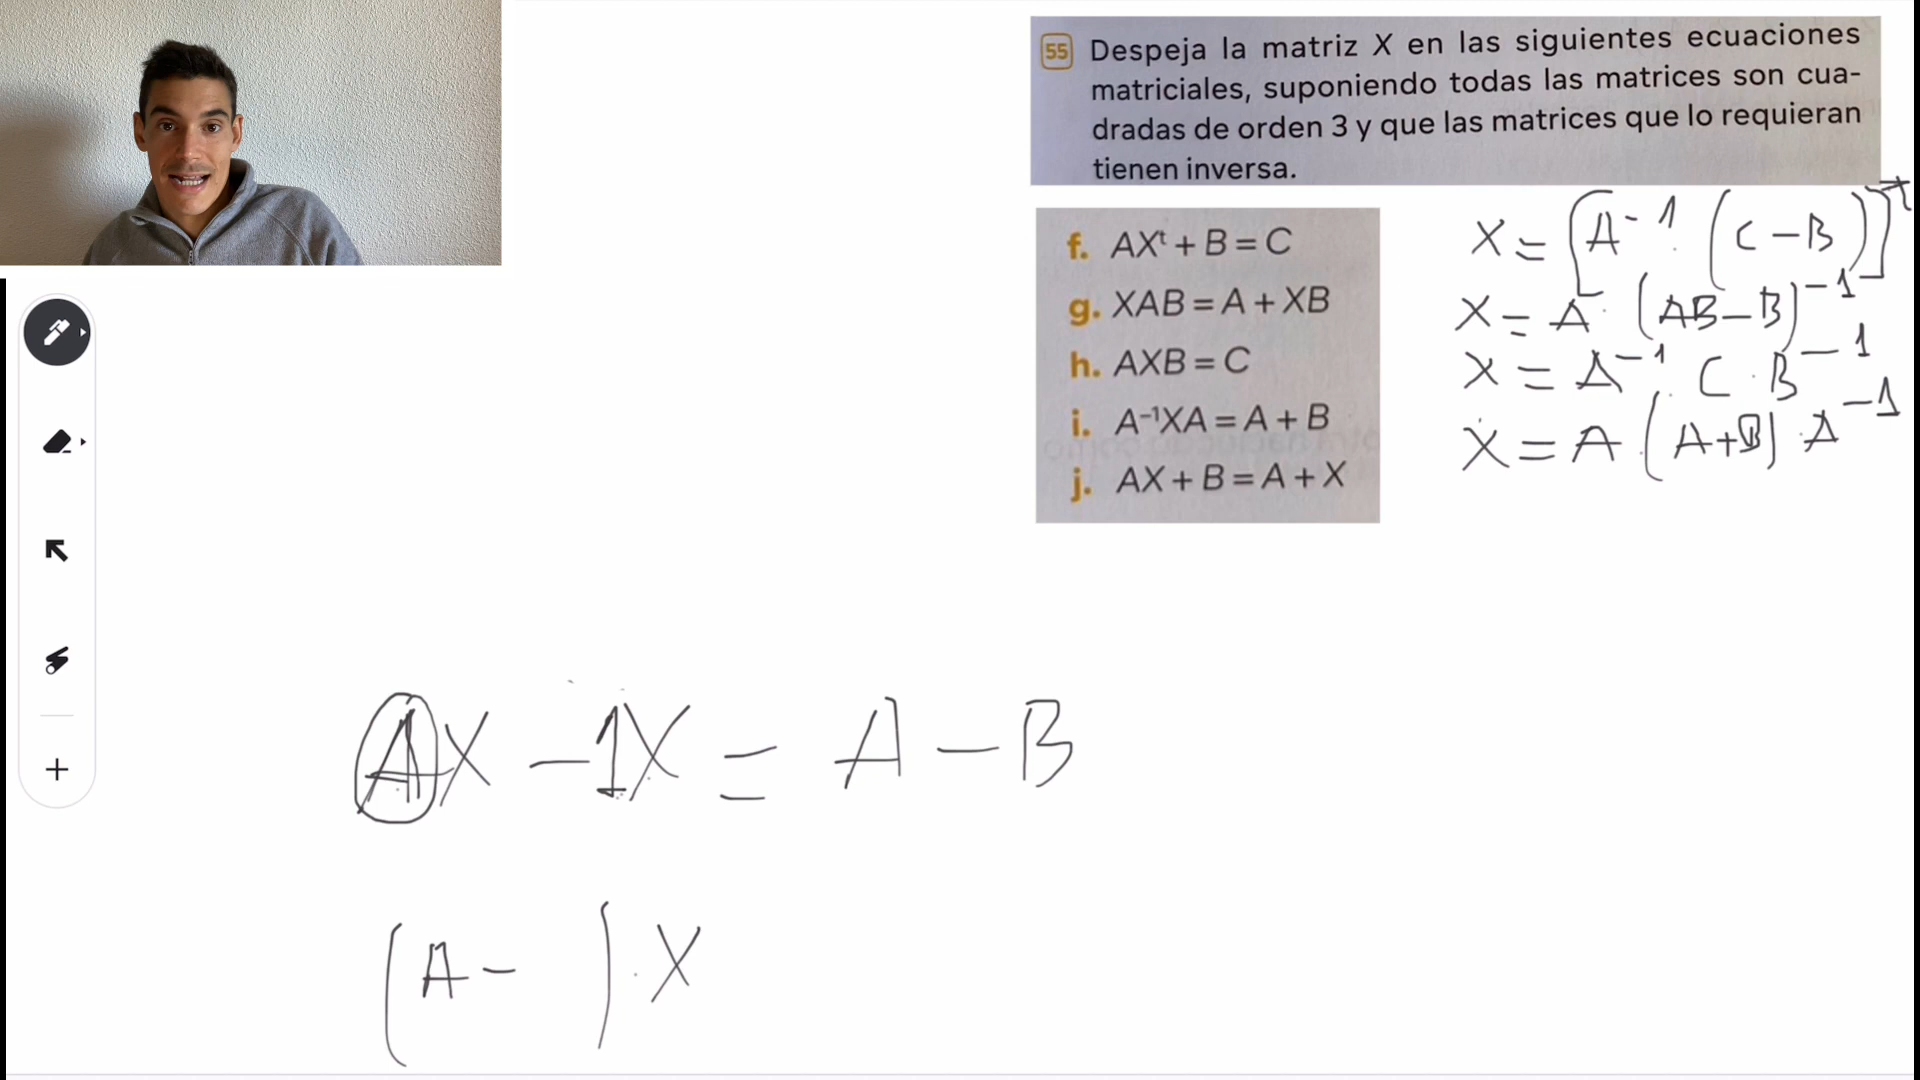 55 Despeja la matriz X en las siguientes ecuaciones
matriciales, suponiendo todas las matrices son cua-
dradas de orden 3 y que las matrices que lo requieran
tienen inversa.
f. AXᵗ + B = C
X = [A⁻¹ · (C - B)]ᵗ
g. XAB = A + XB
X = A · (AB - B)⁻¹
h. AXB = C
X = A⁻¹ · C · B⁻¹
i. A⁻¹XA = A + B
X = A · (A + B) · A⁻¹
j. AX + B = A + X
AX - 1X = A - B
(A - ) · X